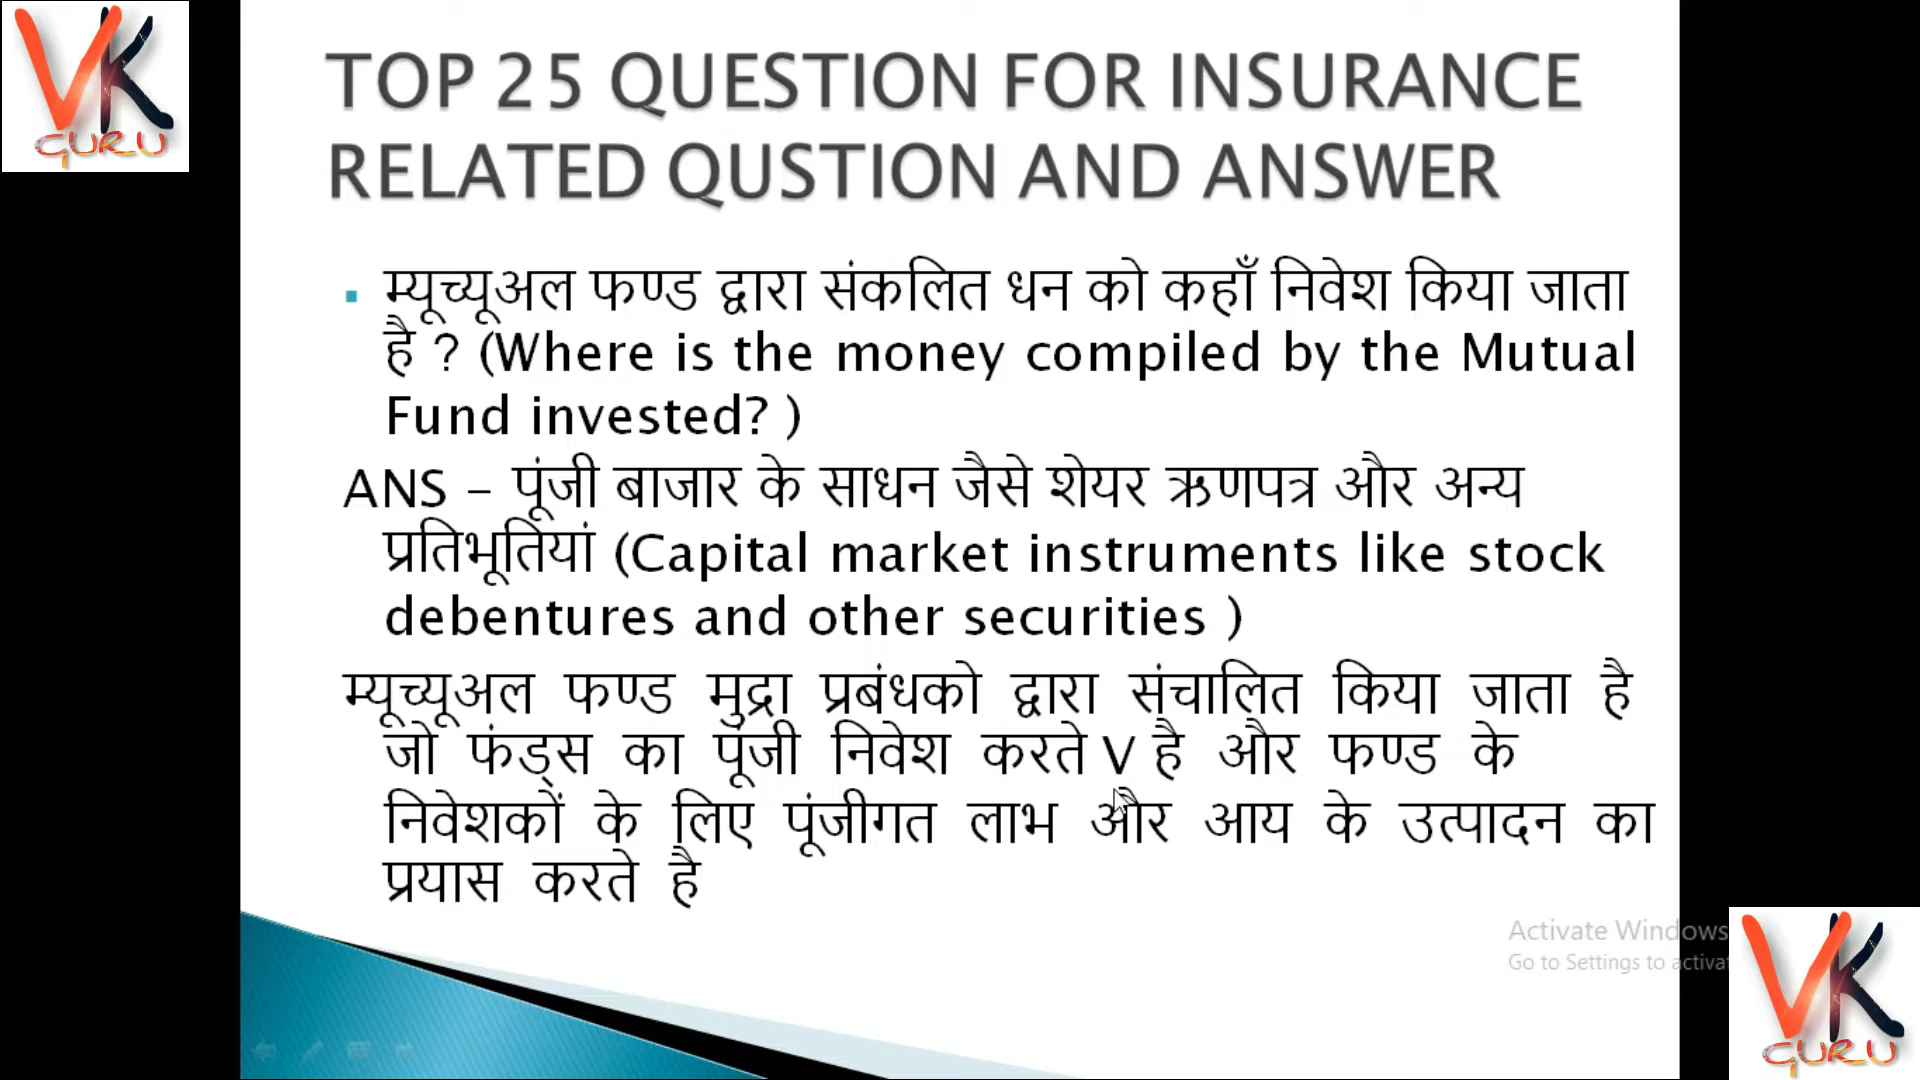 VK
GURU
TOP 25 QUESTION FOR INSURANCE
RELATED QUSTION AND ANSWER
म्यूच्यूअल फण्ड द्वारा संकलित धन को कहाँ निवेश किया जाता
है ? (Where is the money compiled by the Mutual
Fund invested? )
ANS – पूंजी बाजार के साधन जैसे शेयर ऋणपत्र और अन्य
प्रतिभूतियां (Capital market instruments like stock
debentures and other securities )
म्यूच्यूअल फण्ड मुद्रा प्रबंधको द्वारा संचालित किया जाता है
जो फंड्स का पूंजी निवेश करते V है और फण्ड के
निवेशकों के लिए पूंजीगत लाभ और आय के उत्पादन का
प्रयास करते है
Activate Windows
Go to Settings to activat
VK
GURU